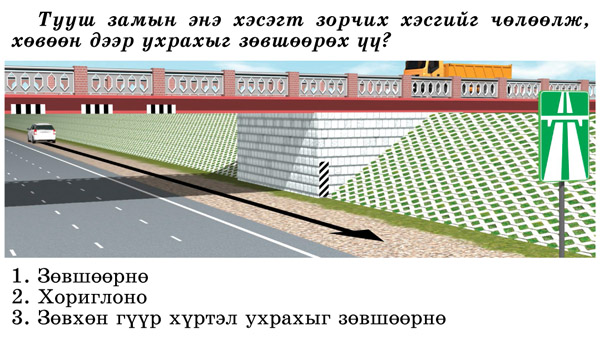 Тууш замын энэ хэсэгт зорчих хэсгийг чөлөөлж,
хөвөөн дээр ухрахыг зөвшөөрөх үү?
1. Зөвшөөрнө
2. Хориглоно
3. Зөвхөн гүүр хүртэл ухрахыг зөвшөөрнө